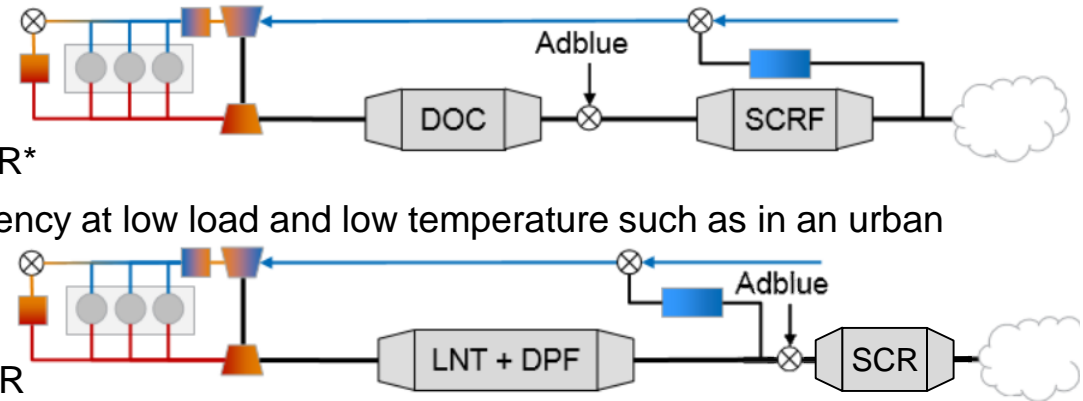 Adblue
DOC
SCRF
R*
ency at low load and low temperature such as in an urban
Adblue
LNT + DPF
SCR
R